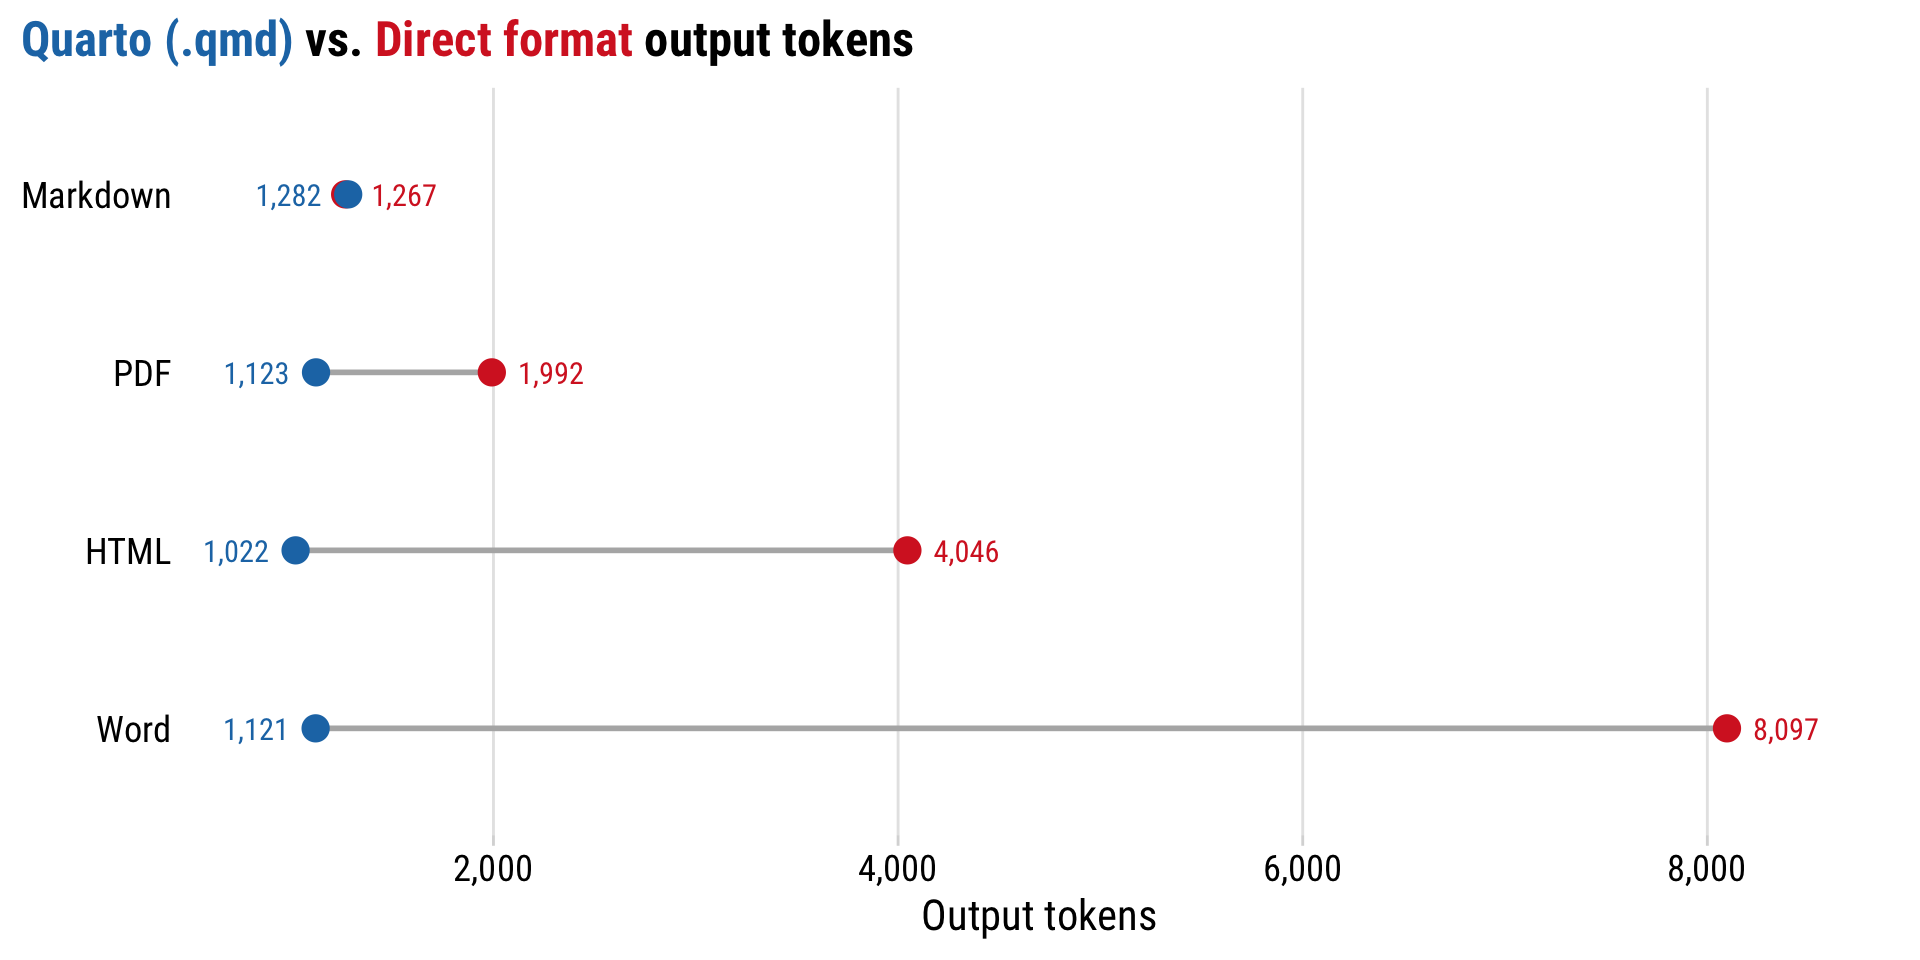 Quarto (.qmd) vs. Direct format output tokens
Markdown 1,282 1,267
PDF 1,123 1,992
HTML 1,022 4,046
Word 1,121 8,097
2,000 4,000 6,000 8,000
Output tokens